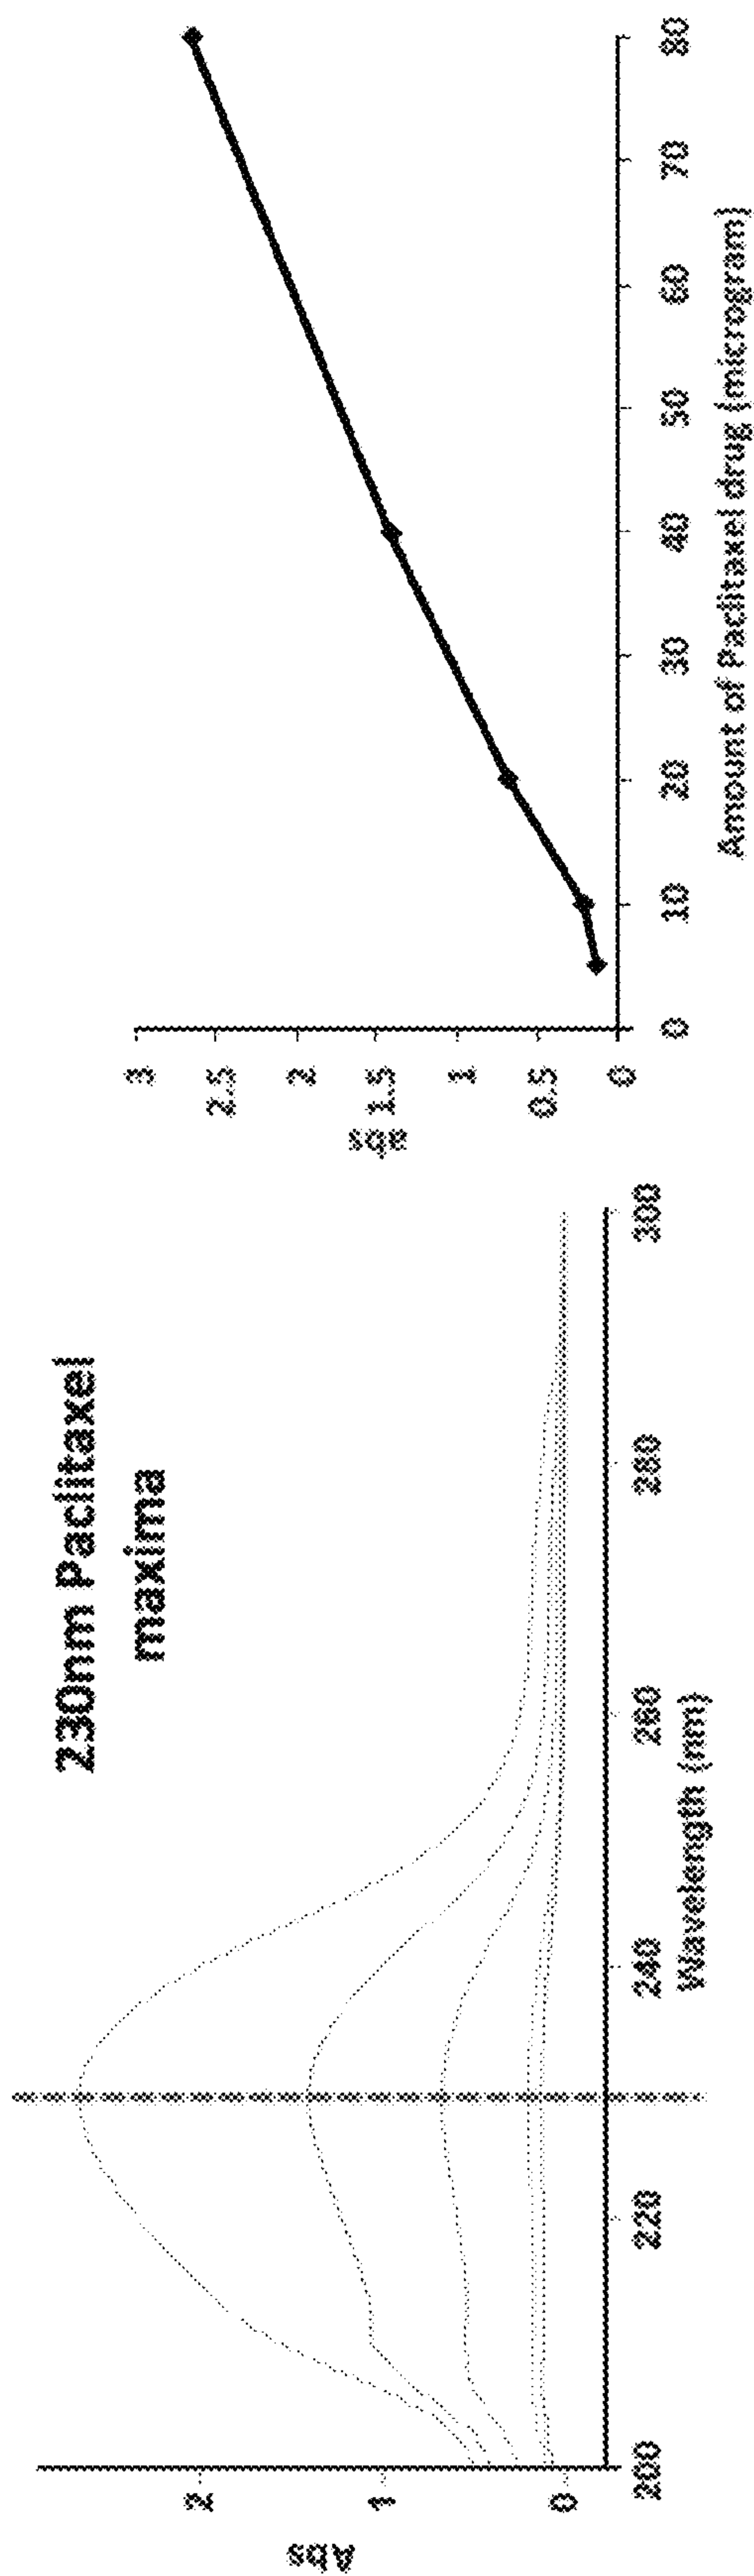 230nm Paclitaxel
maxima
Abs
2
1
0
200 220 240 260 280 300
Wavelength (nm)
abs
3
2.5
2
1.5
1
0.5
0
0 10 20 30 40 50 60 70 80
Amount of Paclitaxel drug (microgram)